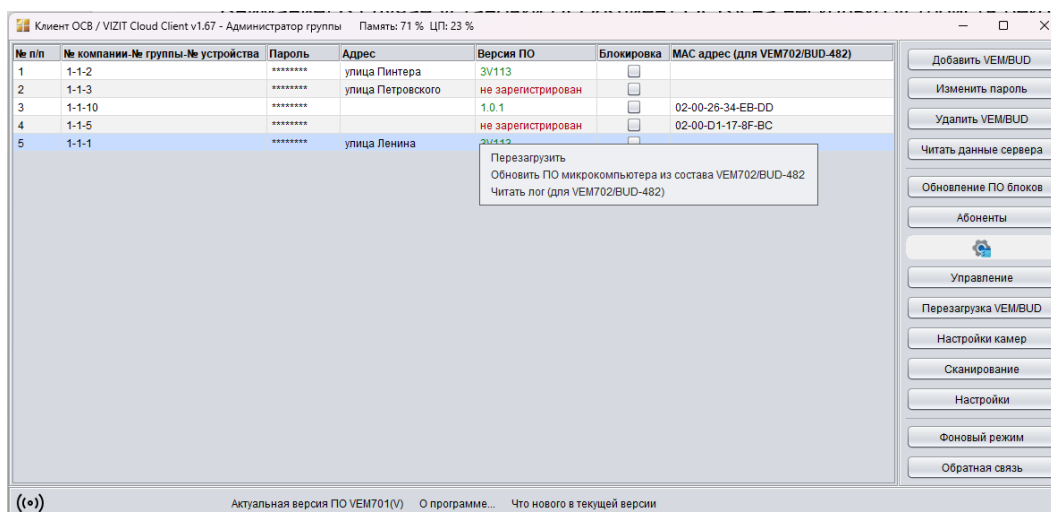 Клиент ОСВ / VIZIT Cloud Client v1.67 - Администратор группы Память: 71 % ЦП: 23 %
№ п/п № компании-№ группы-№ устройства Пароль Адрес Версия ПО Блокировка MAC адрес (для VEM702/BUD-482)
1 1-1-2 ******** улица Пинтера 3V113
2 1-1-3 ******** улица Петровского не зарегистрирован
3 1-1-10 ******** 1.0.1 02-00-26-34-EB-DD
4 1-1-5 ******** не зарегистрирован 02-00-D1-17-8F-BC
5 1-1-1 ******** улица Ленина 3V113
Перезагрузить
Обновить ПО микрокомпьютера из состава VEM702/BUD-482
Читать лог (для VEM702/BUD-482)
Добавить VEM/BUD
Изменить пароль
Удалить VEM/BUD
Читать данные сервера
Обновление ПО блоков
Абоненты
Управление
Перезагрузка VEM/BUD
Настройки камер
Сканирование
Настройки
Фоновый режим
Обратная связь
Актуальная версия ПО VEM701(V) О программе... Что нового в текущей версии